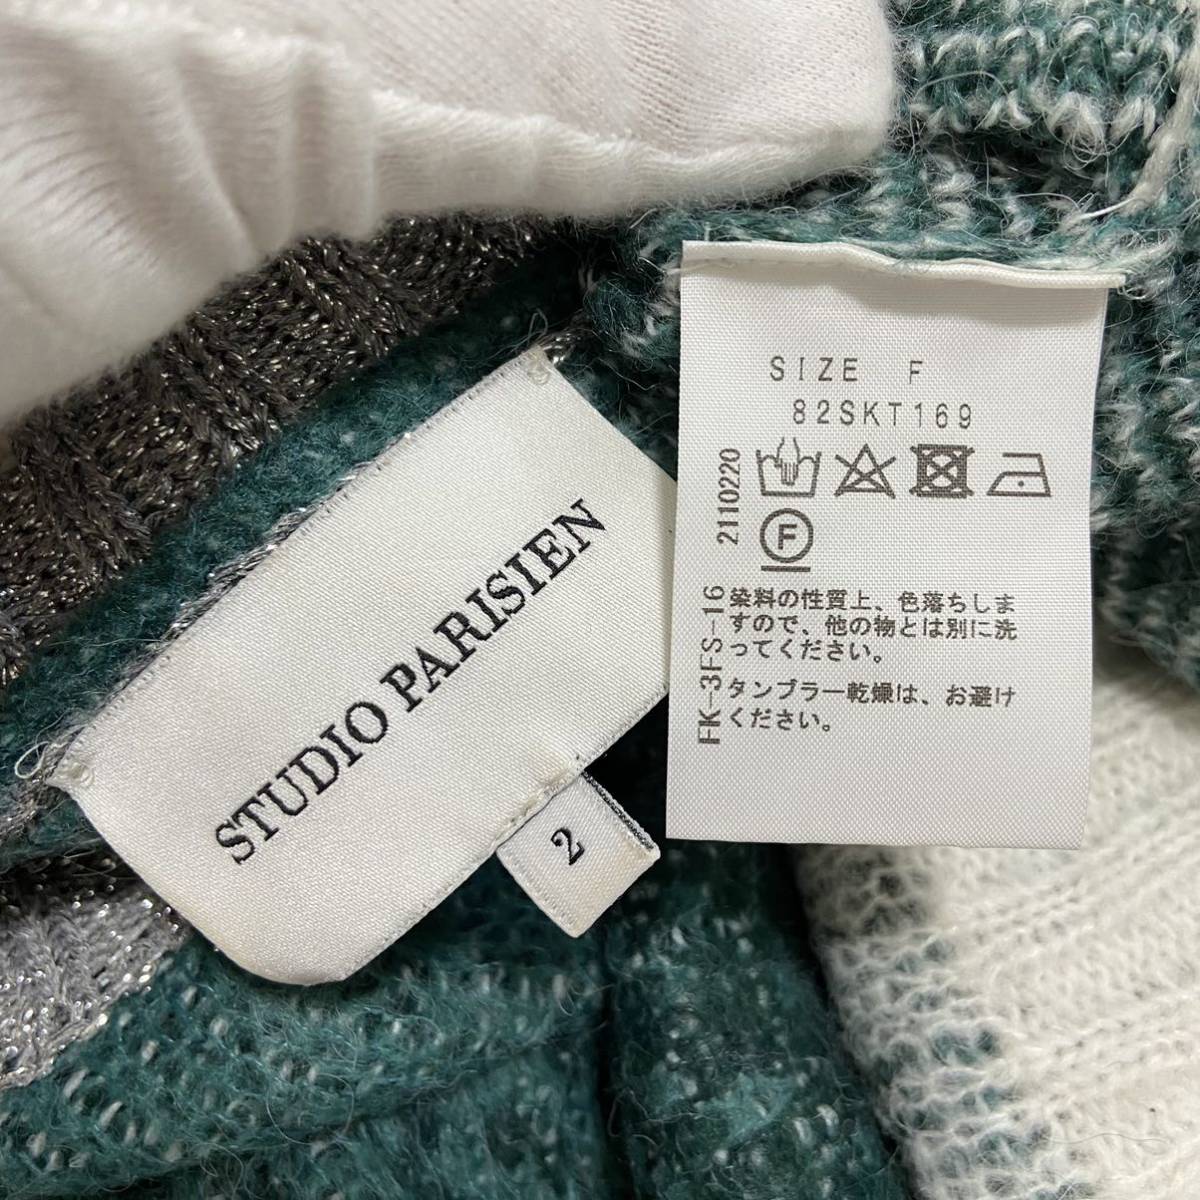 STUDIO PARISIEN
2
SIZE F
82SKT169
2110220
F
FK-3FS-16
染料の性質上、色落ちしま
すので、他の物とは別に洗
ってください。
タンブラー乾燥は、お避け
ください。